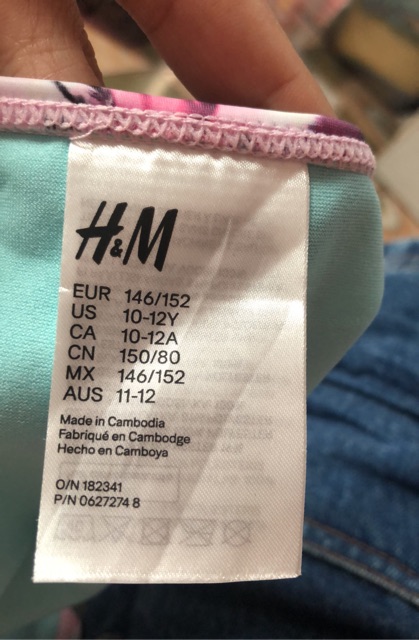 H&M
EUR 146/152
US 10-12Y
CA 10-12A
CN 150/80
MX 146/152
AUS 11-12
Made in Cambodia
Fabriqué en Cambodge
Hecho en Camboya
O/N 182341
P/N 0627274 8